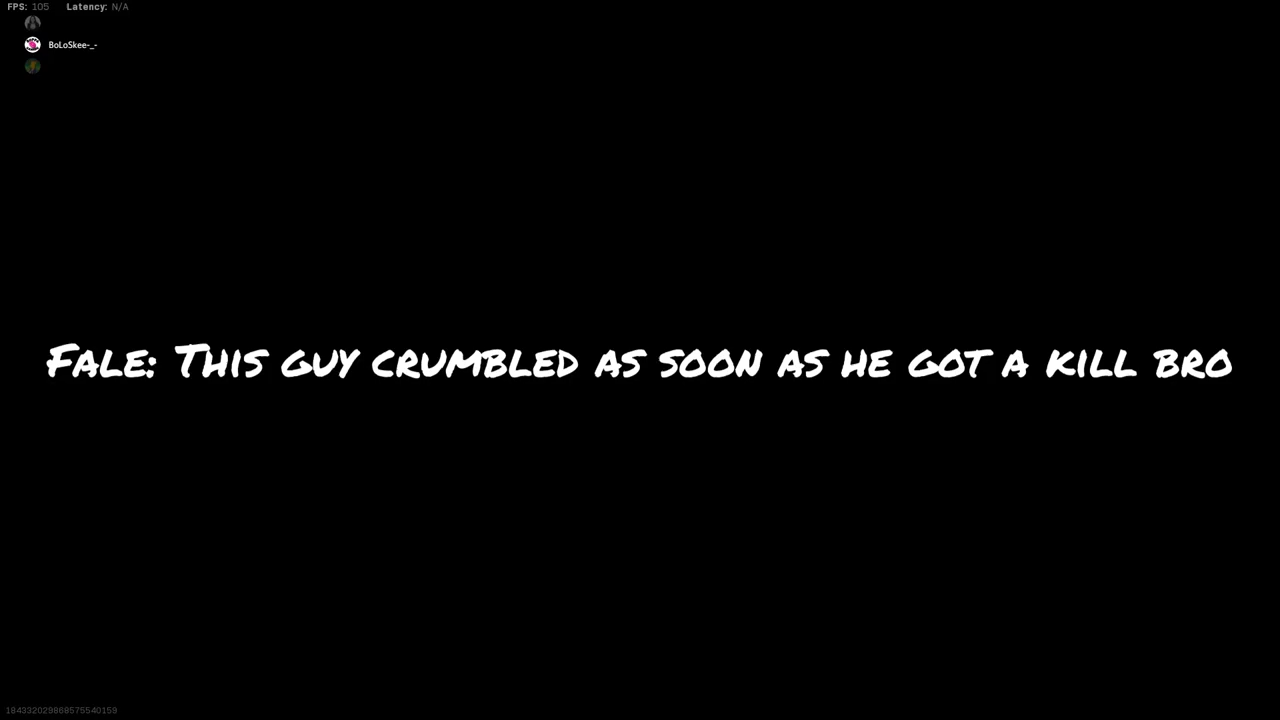 FPS: 105 Latency: N/A
BoLoSkee-_-
Fale: This guy crumbled as soon as he got a kill bro